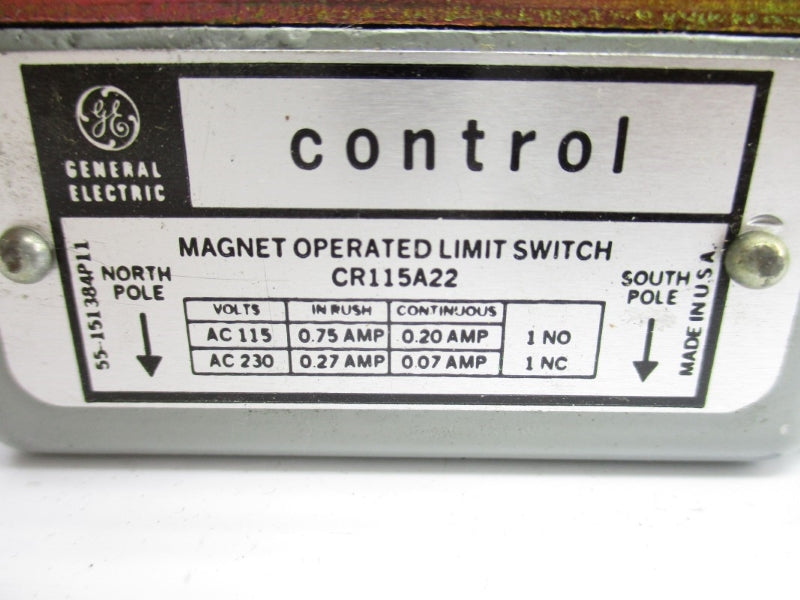 GE
GENERAL
ELECTRIC
control
MAGNET OPERATED LIMIT SWITCH
CR115A22
55-151384P11
NORTH
POLE
VOLTS IN RUSH CONTINUOUS
AC 115 0.75 AMP 0.20 AMP 1 NO
AC 230 0.27 AMP 0.07 AMP 1 NC
SOUTH
POLE
MADE IN U.S.A.